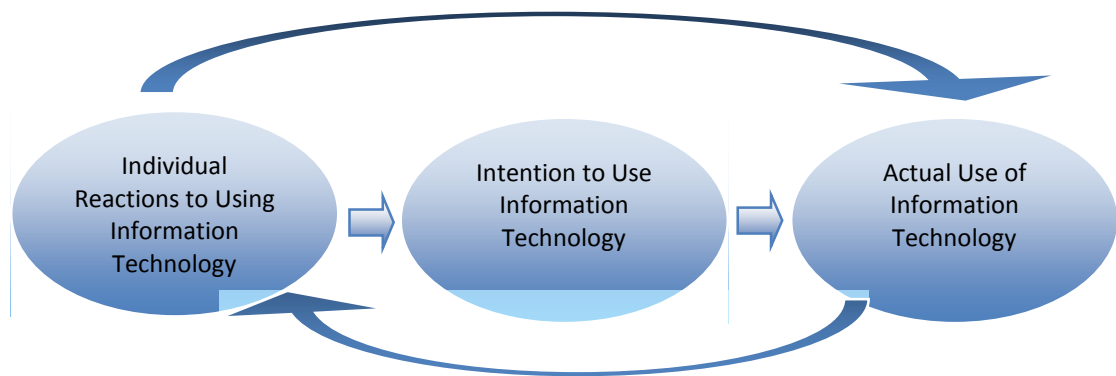 Individual
Reactions to Using
Information
Technology
Intention to Use
Information
Technology
Actual Use of
Information
Technology